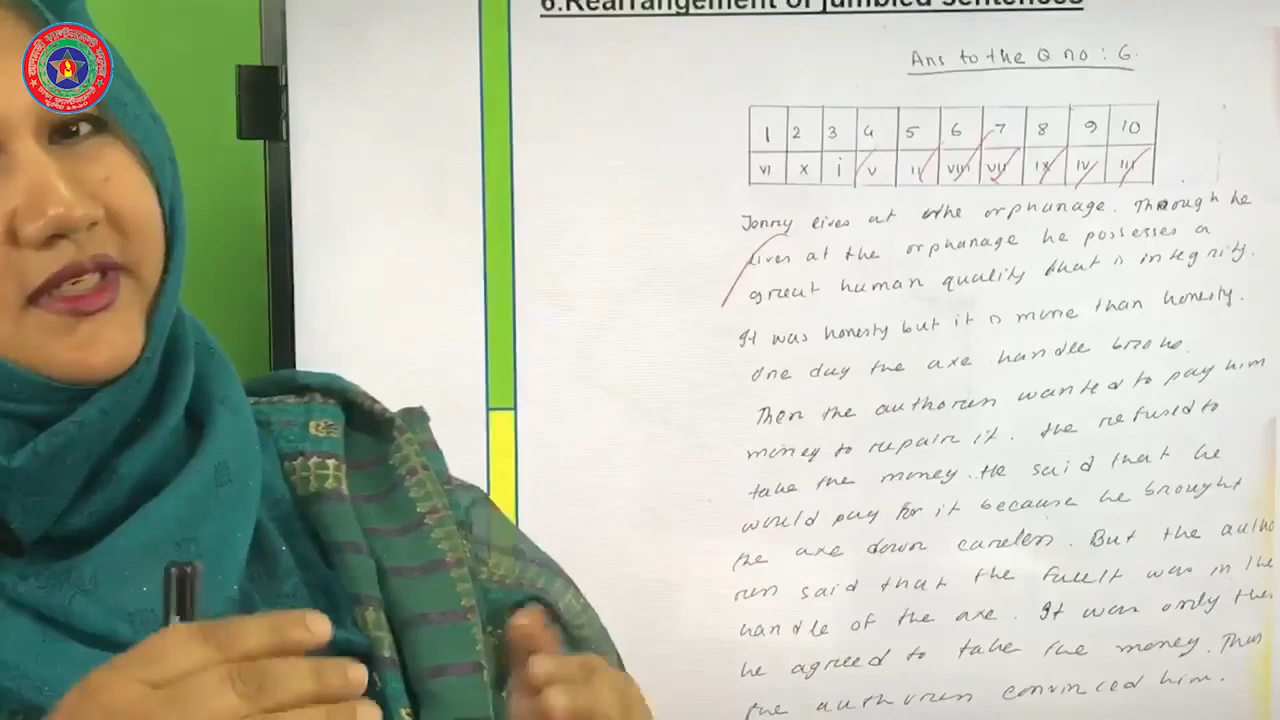 6.Rearrangement of jumbled sentences
Ans to the Q no : 6.
1 2 3 4 5 6 7 8 9 10
VI X i V II VIII VII IX IV III
Jonny lives at the orphanage. Through he
lives at the orphanage he possesses a
great human quality that is integrity.
It was honesty but it is more than honesty.
one day the axe handle broke.
Then the authoress wanted to pay him
money to repair it. He refused to
take the money. He said that he
would pay for it because he brought
the axe down careless. But the autho
ress said that the fault was in the
handle of the axe. It was only then
he agreed to take the money. Thus
the authoress convinced him.